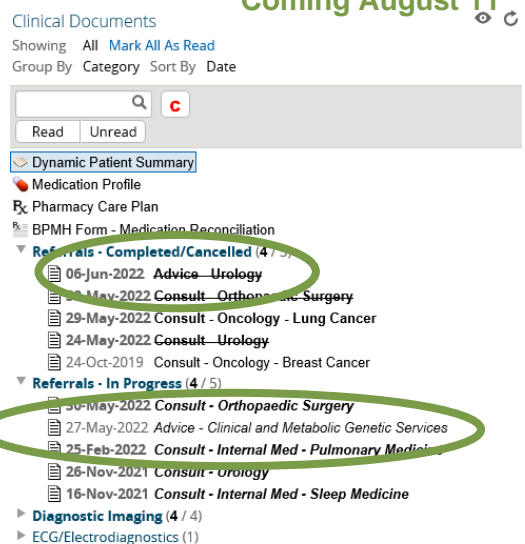 Coming August 11
Clinical Documents
Showing All Mark All As Read
Group By Category Sort By Date
c
Read Unread
Dynamic Patient Summary
Medication Profile
Rx Pharmacy Care Plan
BPMH Form - Medication Reconciliation
Referrals - Completed/Cancelled (4 / 5)
06-Jun-2022 Advice - Urology
30-May-2022 Consult - Orthopaedic Surgery
29-May-2022 Consult - Oncology - Lung Cancer
24-May-2022 Consult - Urology
24-Oct-2019 Consult - Oncology - Breast Cancer
Referrals - In Progress (4 / 5)
30-May-2022 Consult - Orthopaedic Surgery
27-May-2022 Advice - Clinical and Metabolic Genetic Services
25-Feb-2022 Consult - Internal Med - Pulmonary Medicine
26-Nov-2021 Consult - Urology
16-Nov-2021 Consult - Internal Med - Sleep Medicine
Diagnostic Imaging (4 / 4)
ECG/Electrodiagnostics (1)